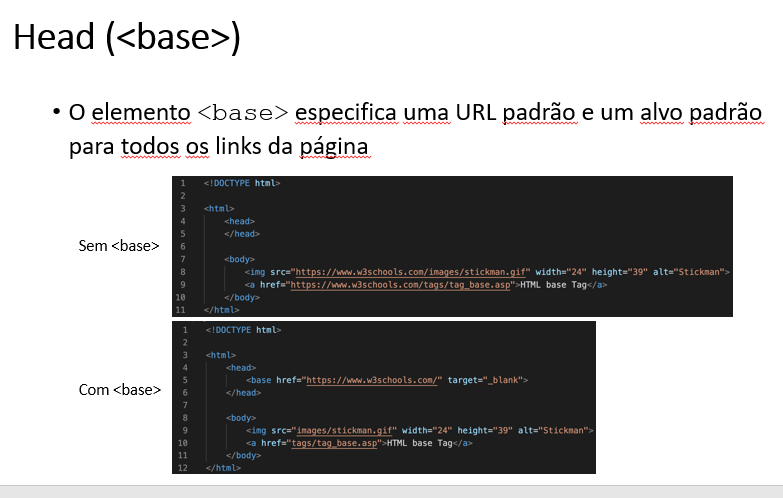 Head (<base>)
• O elemento <base> especifica uma URL padrão e um alvo padrão
para todos os links da página
Sem <base>
1 <!DOCTYPE html>
2
3 <html>
4 <head>
5 </head>
6
7 <body>
8 <img src="https://www.w3schools.com/images/stickman.gif" width="24" height="39" alt="Stickman">
9 <a href="https://www.w3schools.com/tags/tag_base.asp">HTML base Tag</a>
10 </body>
11 </html>
Com <base>
1 <!DOCTYPE html>
2
3 <html>
4 <head>
5 <base href="https://www.w3schools.com/" target="_blank">
6 </head>
7
8 <body>
9 <img src="images/stickman.gif" width="24" height="39" alt="Stickman">
10 <a href="tags/tag_base.asp">HTML base Tag</a>
11 </body>
12 </html>